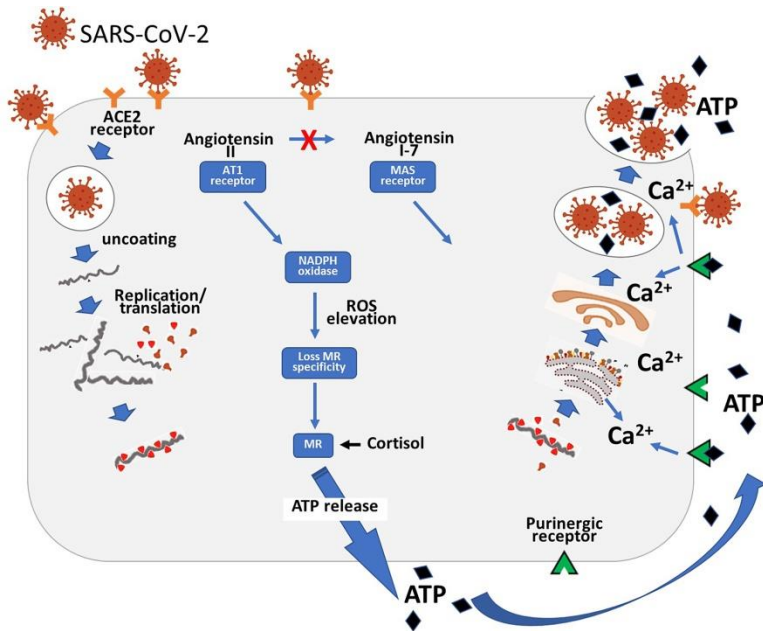 SARS-CoV-2
ACE2
receptor
uncoating
Replication/
translation
Angiotensin
II
AT1
receptor
Angiotensin
I-7
MAS
receptor
X
NADPH
oxidase
ROS
elevation
Loss MR
specificity
MR
Cortisol
ATP release
ATP
Purinergic
receptor
ATP
Ca²⁺
Ca²⁺
Ca²⁺
Ca²⁺
ATP